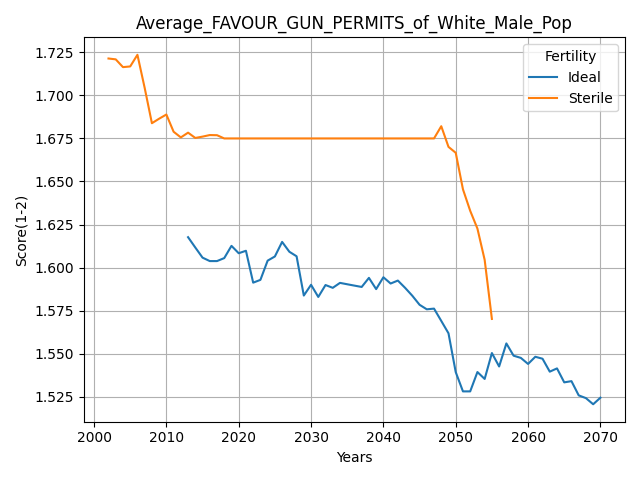 Average_FAVOUR_GUN_PERMITS_of_White_Male_Pop
Fertility
Ideal
Sterile
Score(1-2)
1.725
1.700
1.675
1.650
1.625
1.600
1.575
1.550
1.525
2000 2010 2020 2030 2040 2050 2060 2070
Years